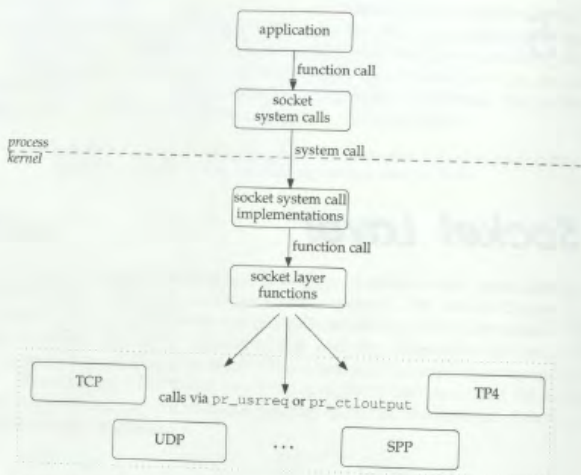 application
function call
socket
system calls
process
kernel
system call
socket system call
implementations
function call
socket layer
functions
TCP
TP4
calls via pr_usrreq or pr_ctloutput
UDP
...
SPP